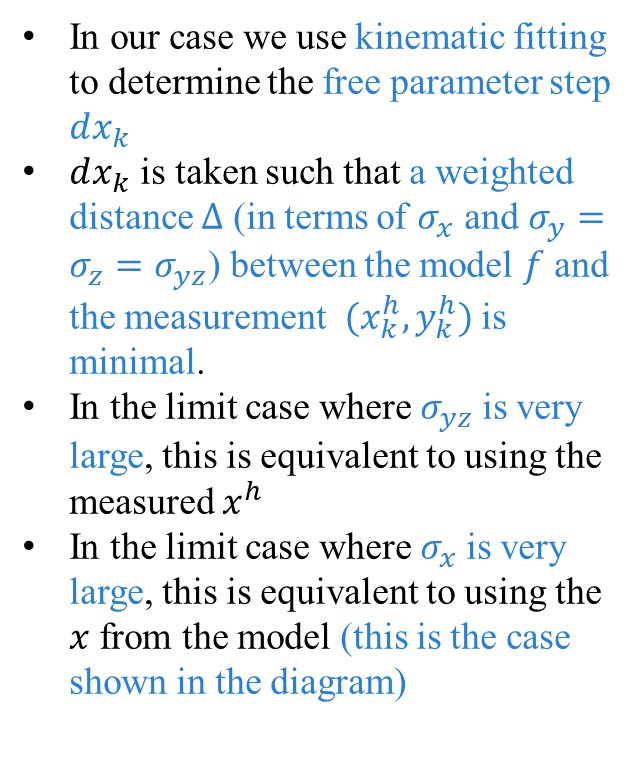 • In our case we use kinematic fitting
to determine the free parameter step
$dx_k$
• $dx_k$ is taken such that a weighted
distance Δ (in terms of $\sigma_x$ and $\sigma_y =$
$\sigma_z = \sigma_{yz}$) between the model $f$ and
the measurement $(x_k^h, y_k^h)$ is
minimal.
• In the limit case where $\sigma_{yz}$ is very
large, this is equivalent to using the
measured $x^h$
• In the limit case where $\sigma_x$ is very
large, this is equivalent to using the
$x$ from the model (this is the case
shown in the diagram)